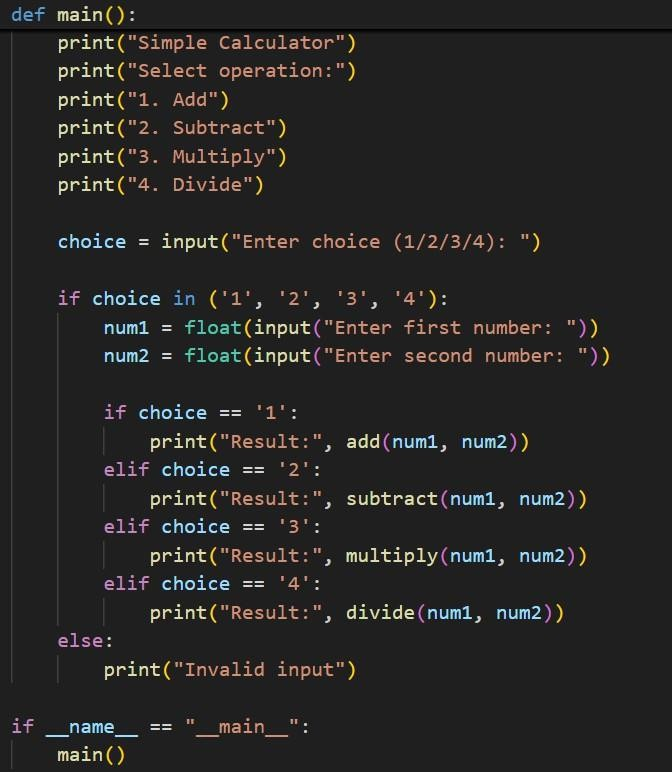 def main():
    print("Simple Calculator")
    print("Select operation:")
    print("1. Add")
    print("2. Subtract")
    print("3. Multiply")
    print("4. Divide")

    choice = input("Enter choice (1/2/3/4): ")

    if choice in ('1', '2', '3', '4'):
        num1 = float(input("Enter first number: "))
        num2 = float(input("Enter second number: "))

        if choice == '1':
            print("Result:", add(num1, num2))
        elif choice == '2':
            print("Result:", subtract(num1, num2))
        elif choice == '3':
            print("Result:", multiply(num1, num2))
        elif choice == '4':
            print("Result:", divide(num1, num2))
    else:
        print("Invalid input")

if __name__ == "__main__":
    main()